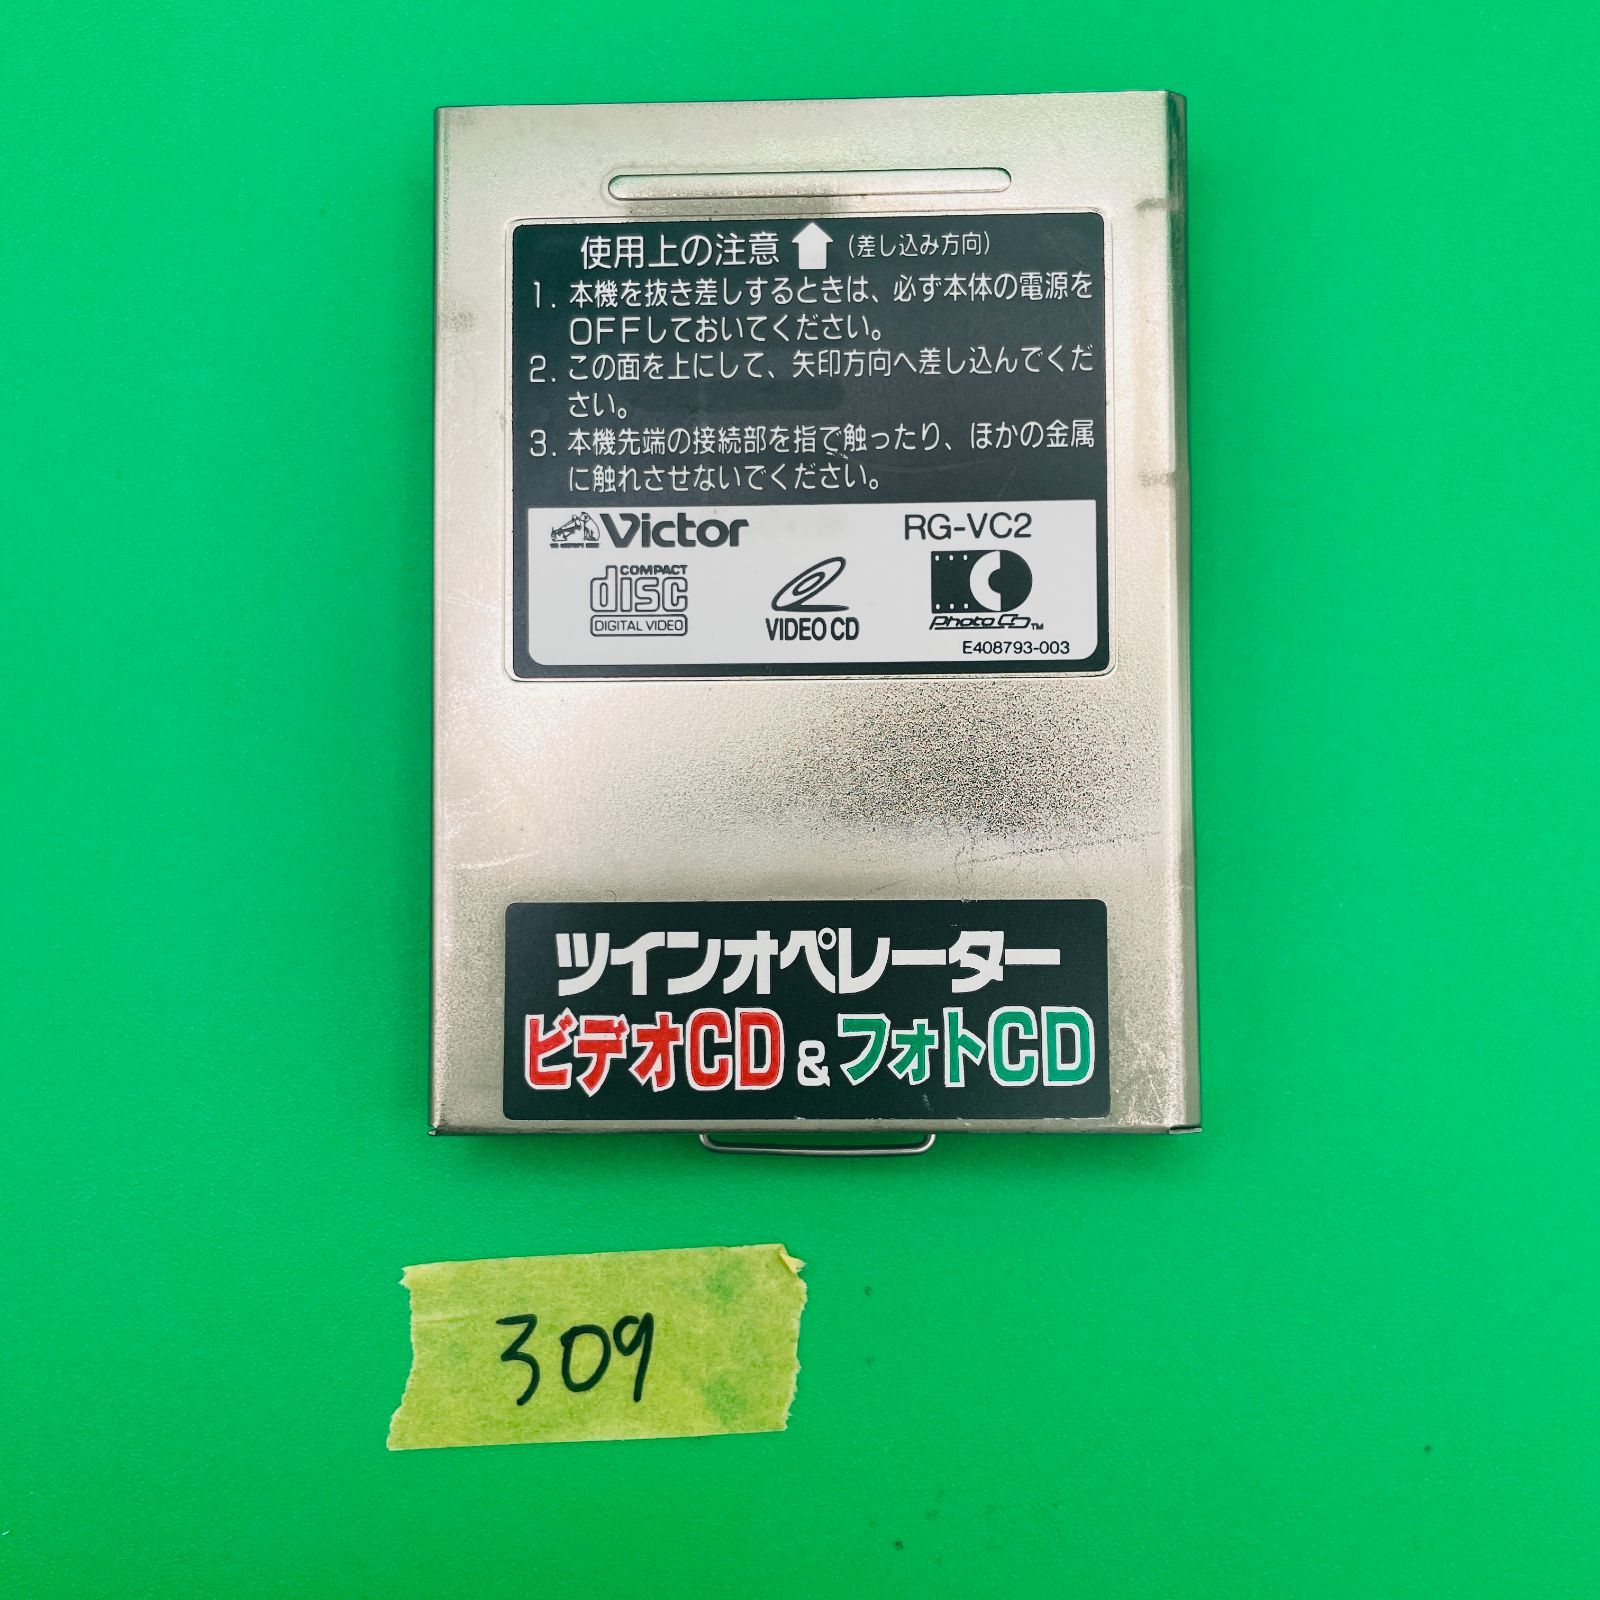 使用上の注意 (差し込み方向)
1. 本機を抜き差しするときは、必ず本体の電源を
OFFしておいてください。
2. この面を上にして、矢印方向へ差し込んでくだ
さい。
3. 本機先端の接続部を指で触ったり、ほかの金属
に触れさせないでください。
Victor RG-VC2
COMPACT
disc
DIGITAL VIDEO
VIDEO CD
Photo CD TM
E408793-003
ツインオペレーター
ビデオCD & フォトCD
309